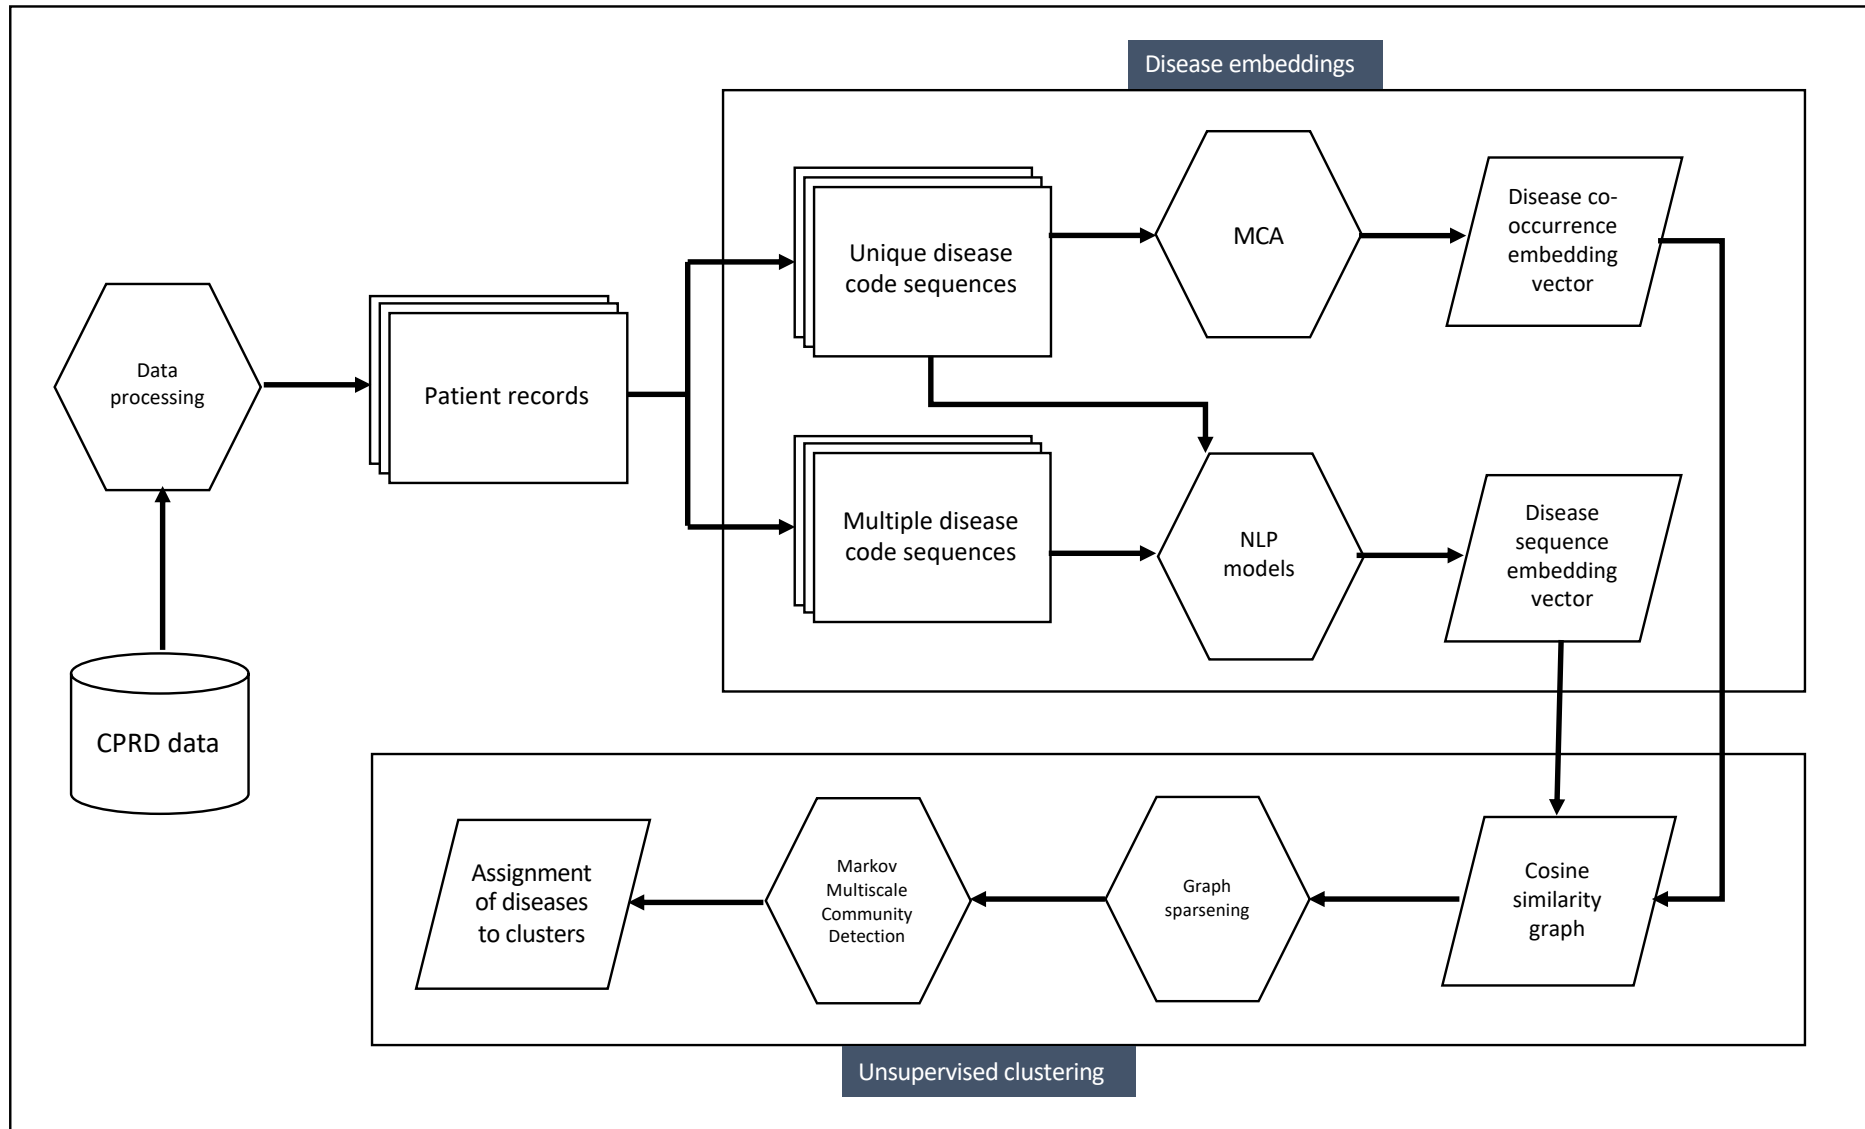 Disease embeddings
Unique disease
code sequences
MCA
Disease co-
occurrence
embedding
vector
Data
processing
Patient records
Multiple disease
code sequences
NLP
models
Disease
sequence
embedding
vector
CPRD data
Assignment
of diseases
to clusters
Markov
Multiscale
Community
Detection
Graph
sparsening
Cosine
similarity
graph
Unsupervised clustering